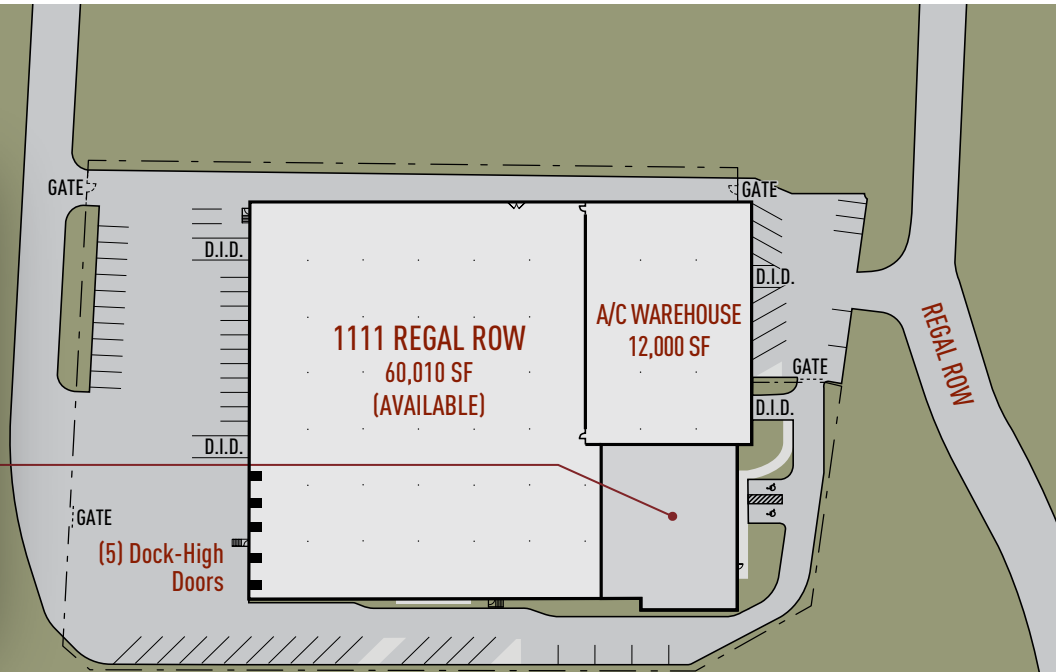 GATE
GATE
D.I.D.
D.I.D.
1111 REGAL ROW
60,010 SF
(AVAILABLE)
A/C WAREHOUSE
12,000 SF
REGAL ROW
GATE
D.I.D.
D.I.D.
GATE
(5) Dock-High
Doors